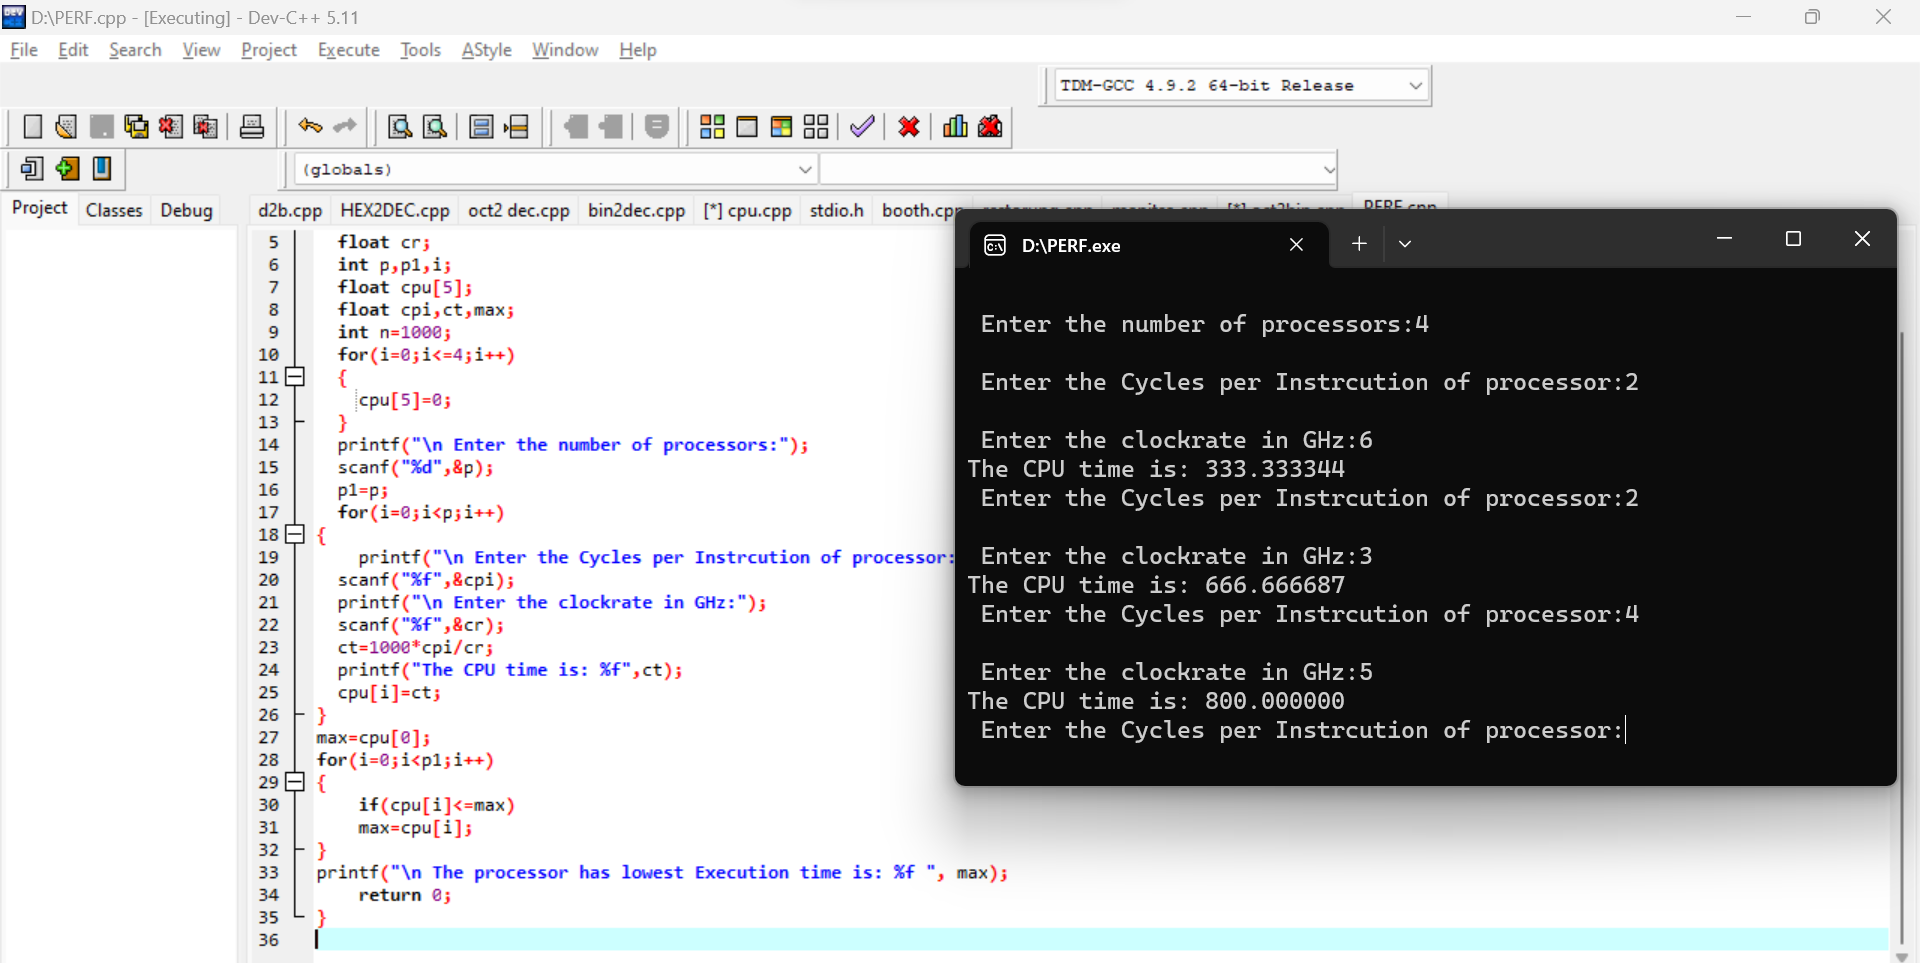 D:\PERF.cpp - [Executing] - Dev-C++ 5.11
File Edit Search View Project Execute Tools AStyle Window Help
TDM-GCC 4.9.2 64-bit Release
(globals)
Project Classes Debug
d2b.cpp HEX2DEC.cpp oct2 dec.cpp bin2dec.cpp [*] cpu.cpp stdio.h booth.cpp PERF.cpp
5 float cr;
6 int p,p1,i;
7 float cpu[5];
8 float cpi,ct,max;
9 int n=1000;
10 for(i=0;i<=4;i++)
11 {
12 cpu[5]=0;
13 }
14 printf("\n Enter the number of processors:");
15 scanf("%d",&p);
16 p1=p;
17 for(i=0;i<p;i++)
18 {
19 printf("\n Enter the Cycles per Instrcution of processor:
20 scanf("%f",&cpi);
21 printf("\n Enter the clockrate in GHz:");
22 scanf("%f",&cr);
23 ct=1000*cpi/cr;
24 printf("The CPU time is: %f",ct);
25 cpu[i]=ct;
26 }
27 max=cpu[0];
28 for(i=0;i<p1;i++)
29 {
30 if(cpu[i]<=max)
31 max=cpu[i];
32 }
33 printf("\n The processor has lowest Execution time is: %f ", max);
34 return 0;
35 }
36
D:\PERF.exe
Enter the number of processors:4
Enter the Cycles per Instrcution of processor:2
Enter the clockrate in GHz:6
The CPU time is: 333.333344
Enter the Cycles per Instrcution of processor:2
Enter the clockrate in GHz:3
The CPU time is: 666.666687
Enter the Cycles per Instrcution of processor:4
Enter the clockrate in GHz:5
The CPU time is: 800.000000
Enter the Cycles per Instrcution of processor: